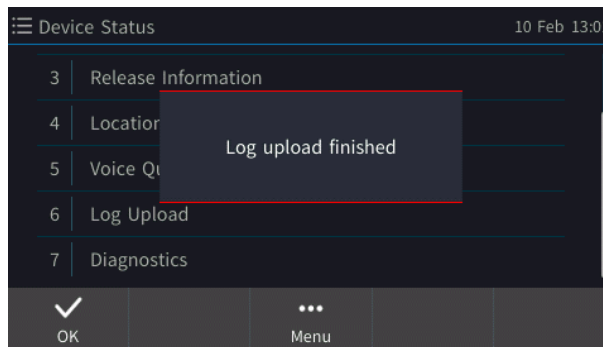 Device Status
10 Feb 13:0
3 Release Information
4 Location
Log upload finished
5 Voice Qu
6 Log Upload
7 Diagnostics
OK
Menu